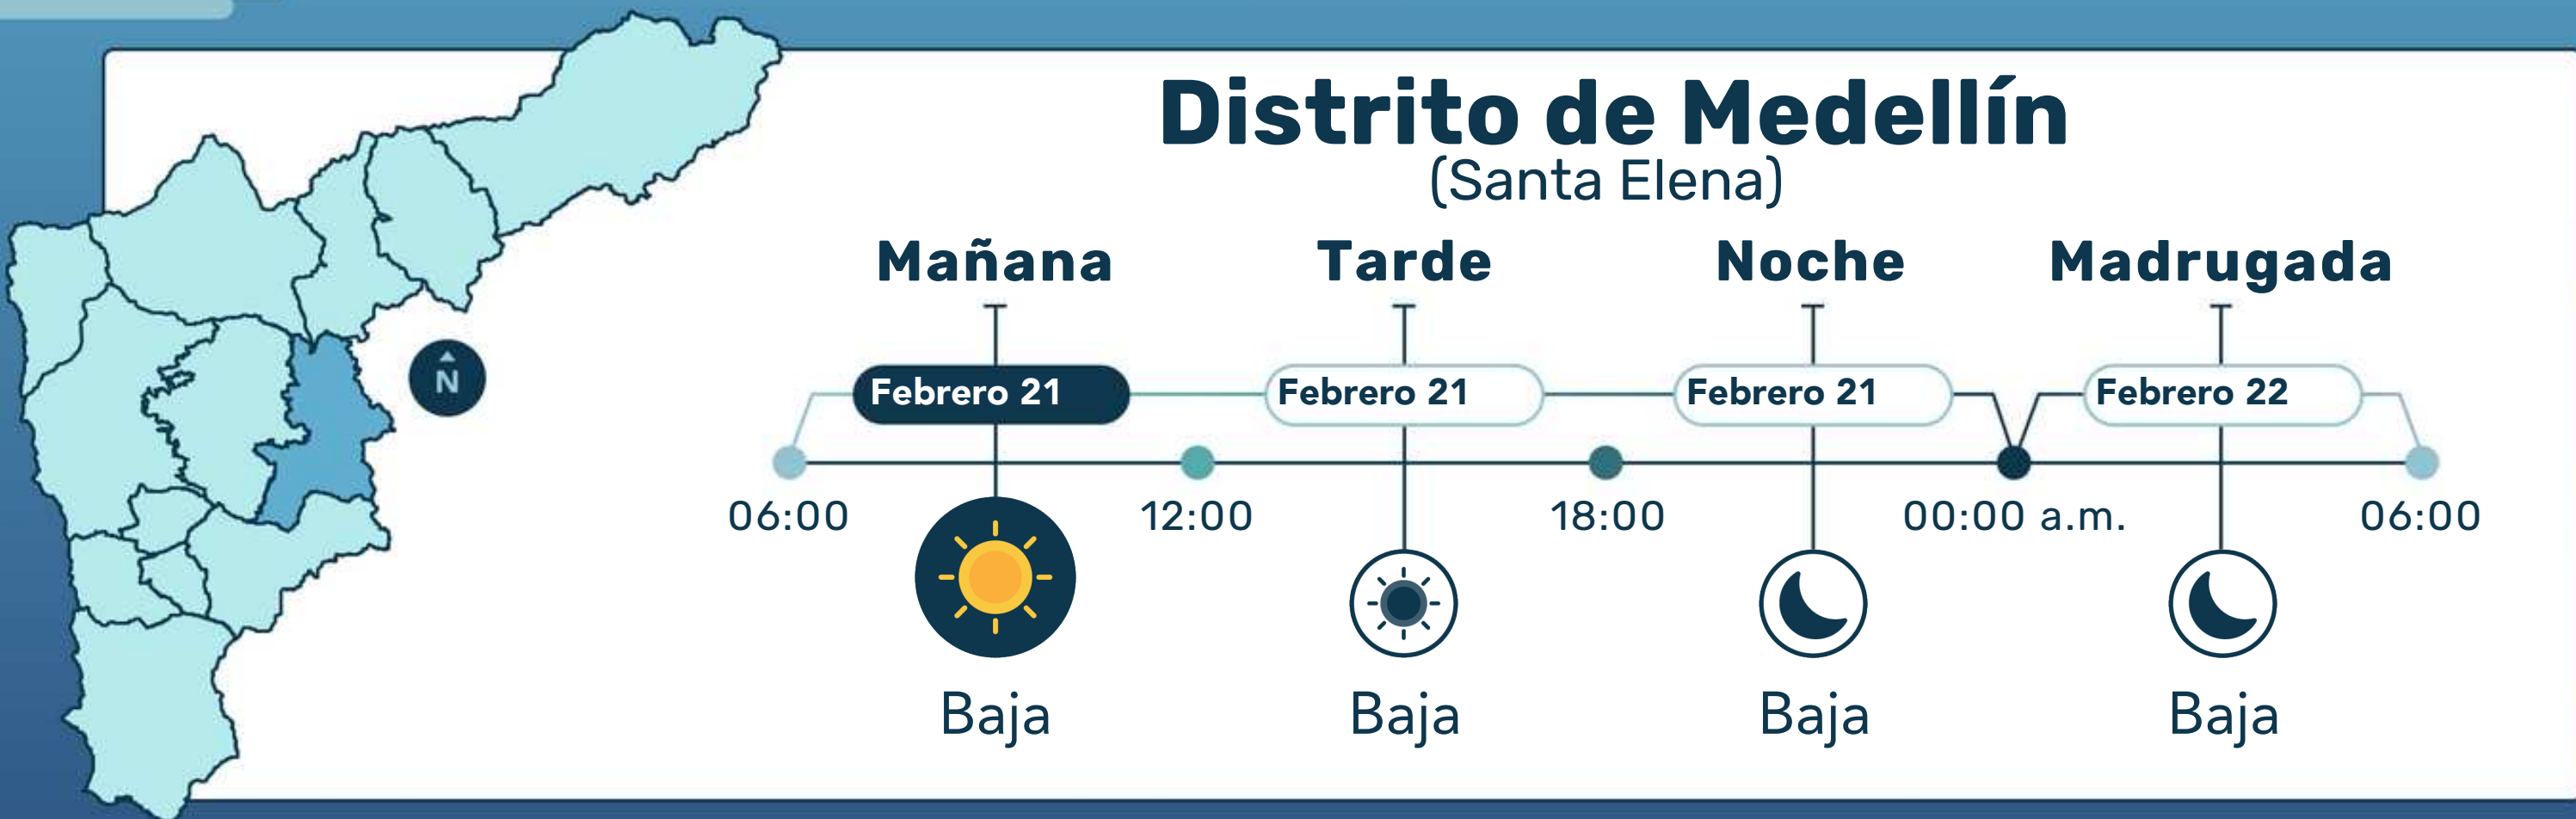 Distrito de Medellín
(Santa Elena)
Mañana Tarde Noche Madrugada
N
Febrero 21 Febrero 21 Febrero 21 Febrero 22
06:00 12:00 18:00 00:00 a.m. 06:00
Baja Baja Baja Baja